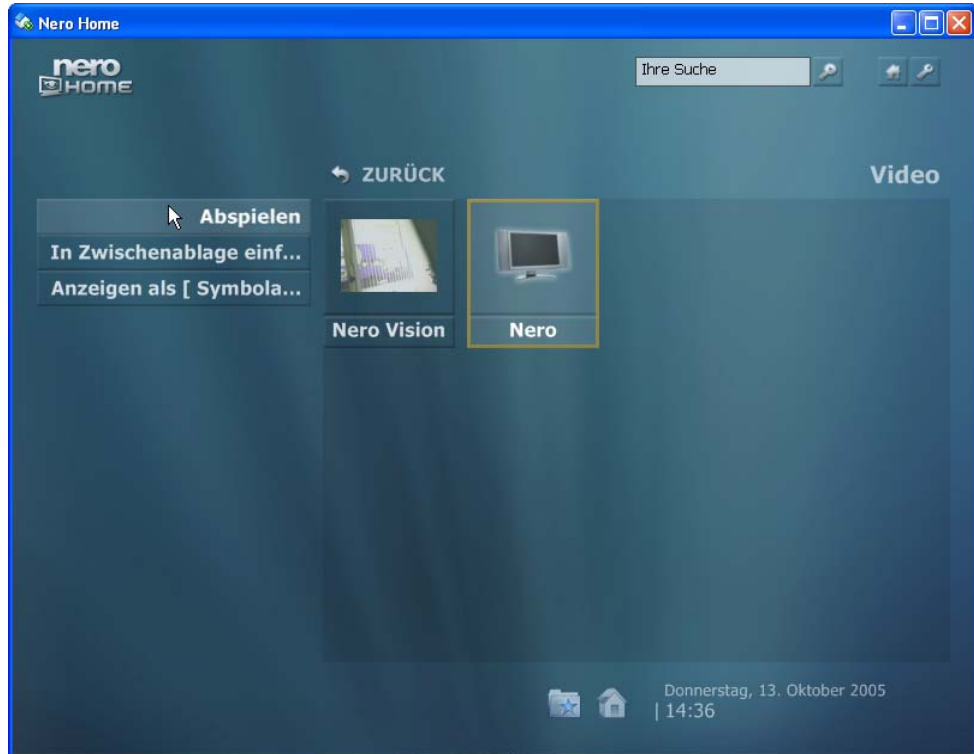 Nero Home
nero
HOME
Ihre Suche
ZURÜCK
Video
Abspielen
In Zwischenablage einf...
Anzeigen als [ Symbola...
Nero Vision
Nero
Donnerstag, 13. Oktober 2005
| 14:36